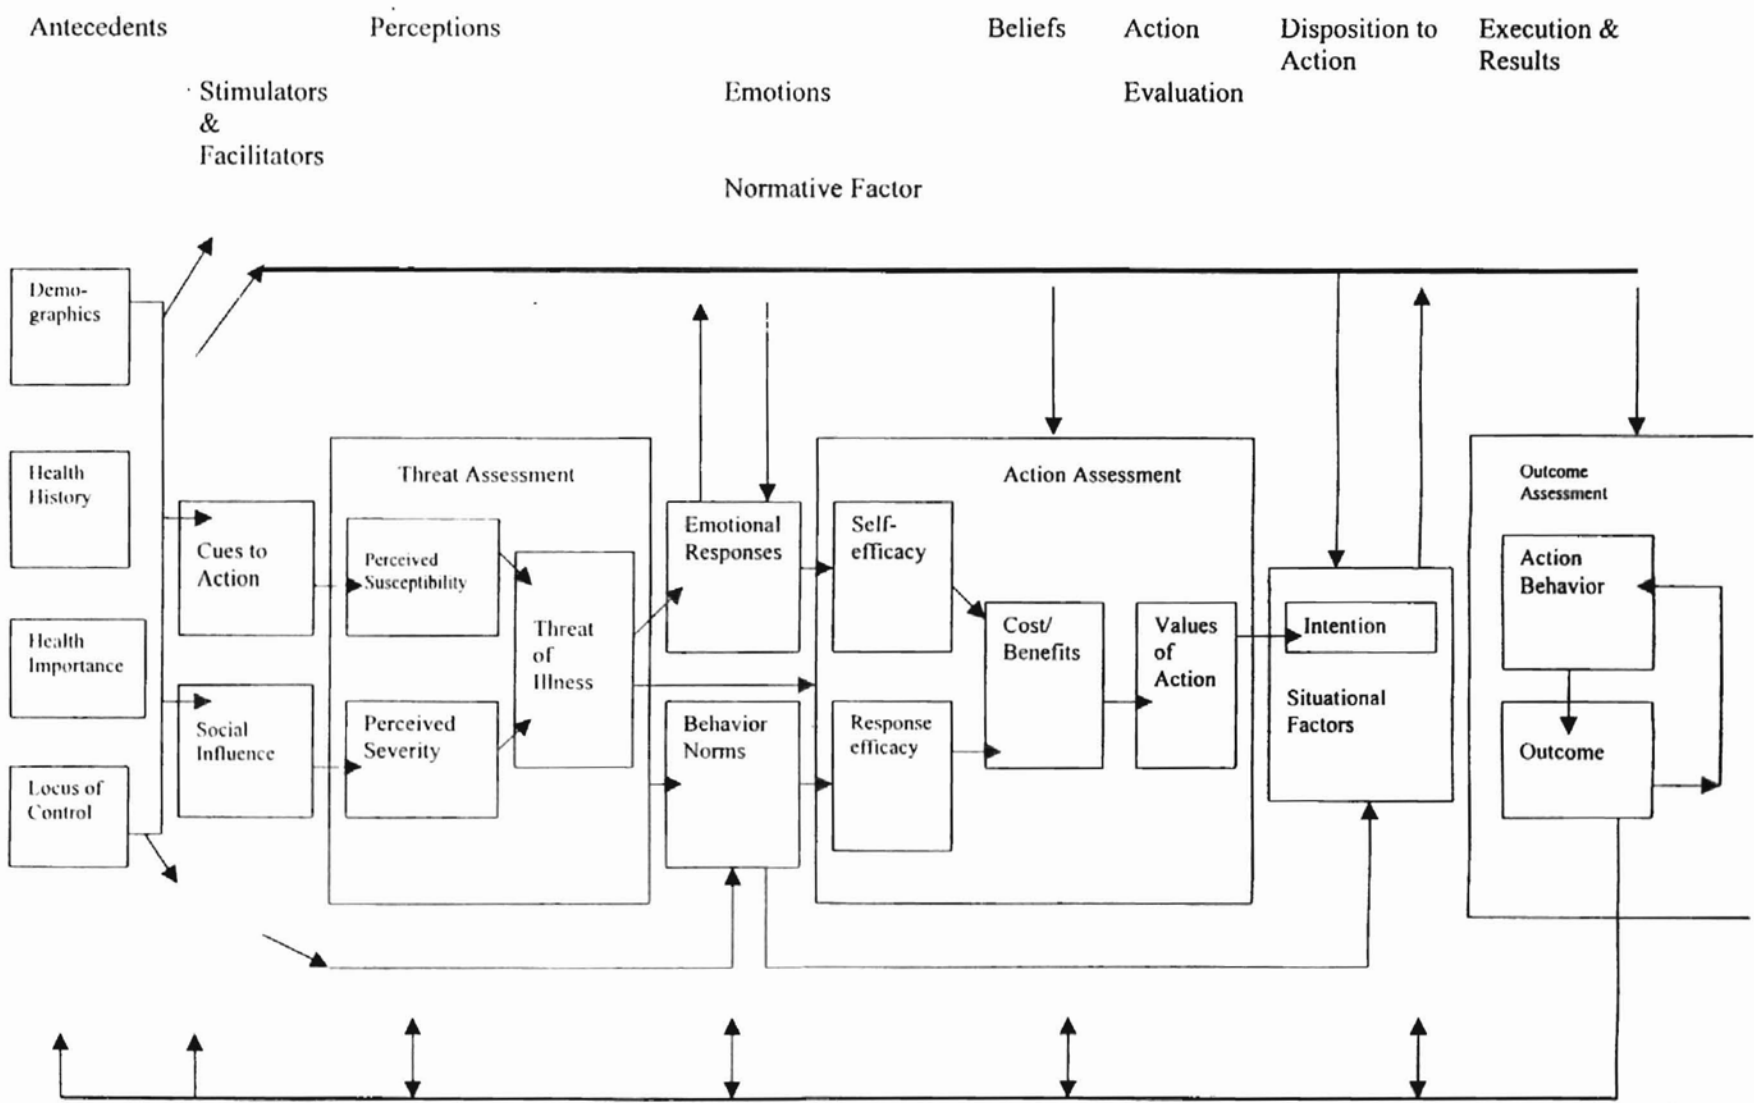 Antecedents
Perceptions
Beliefs
Action
Disposition to
Action
Execution &
Results
Stimulators
&
Facilitators
Emotions
Evaluation
Normative Factor
Demo-
graphics
Health
History
Health
Importance
Locus of
Control
Cues to
Action
Social
Influence
Threat Assessment
Perceived
Susceptibility
Perceived
Severity
Threat
of
Illness
Emotional
Responses
Behavior
Norms
Action Assessment
Self-
efficacy
Response
efficacy
Cost/
Benefits
Values
of
Action
Intention
Situational
Factors
Outcome
Assessment
Action
Behavior
Outcome